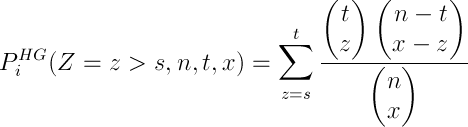 $P_i^{HG}(Z = z > s, n, t, x) = \sum_{z=s}^{t} \frac{\binom{t}{z}\binom{n-t}{x-z}}{\binom{n}{x}}$